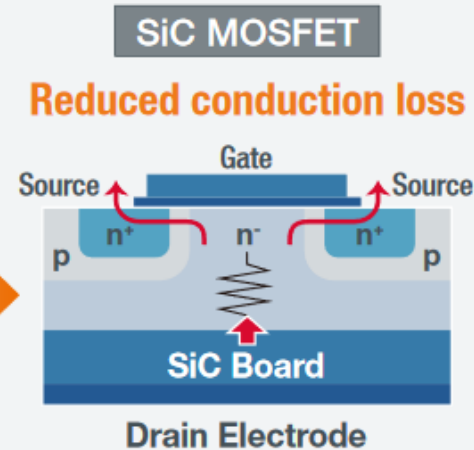 SiC MOSFET
Reduced conduction loss
Gate
Source Source
n⁺ n⁻ n⁺
p p
SiC Board
Drain Electrode